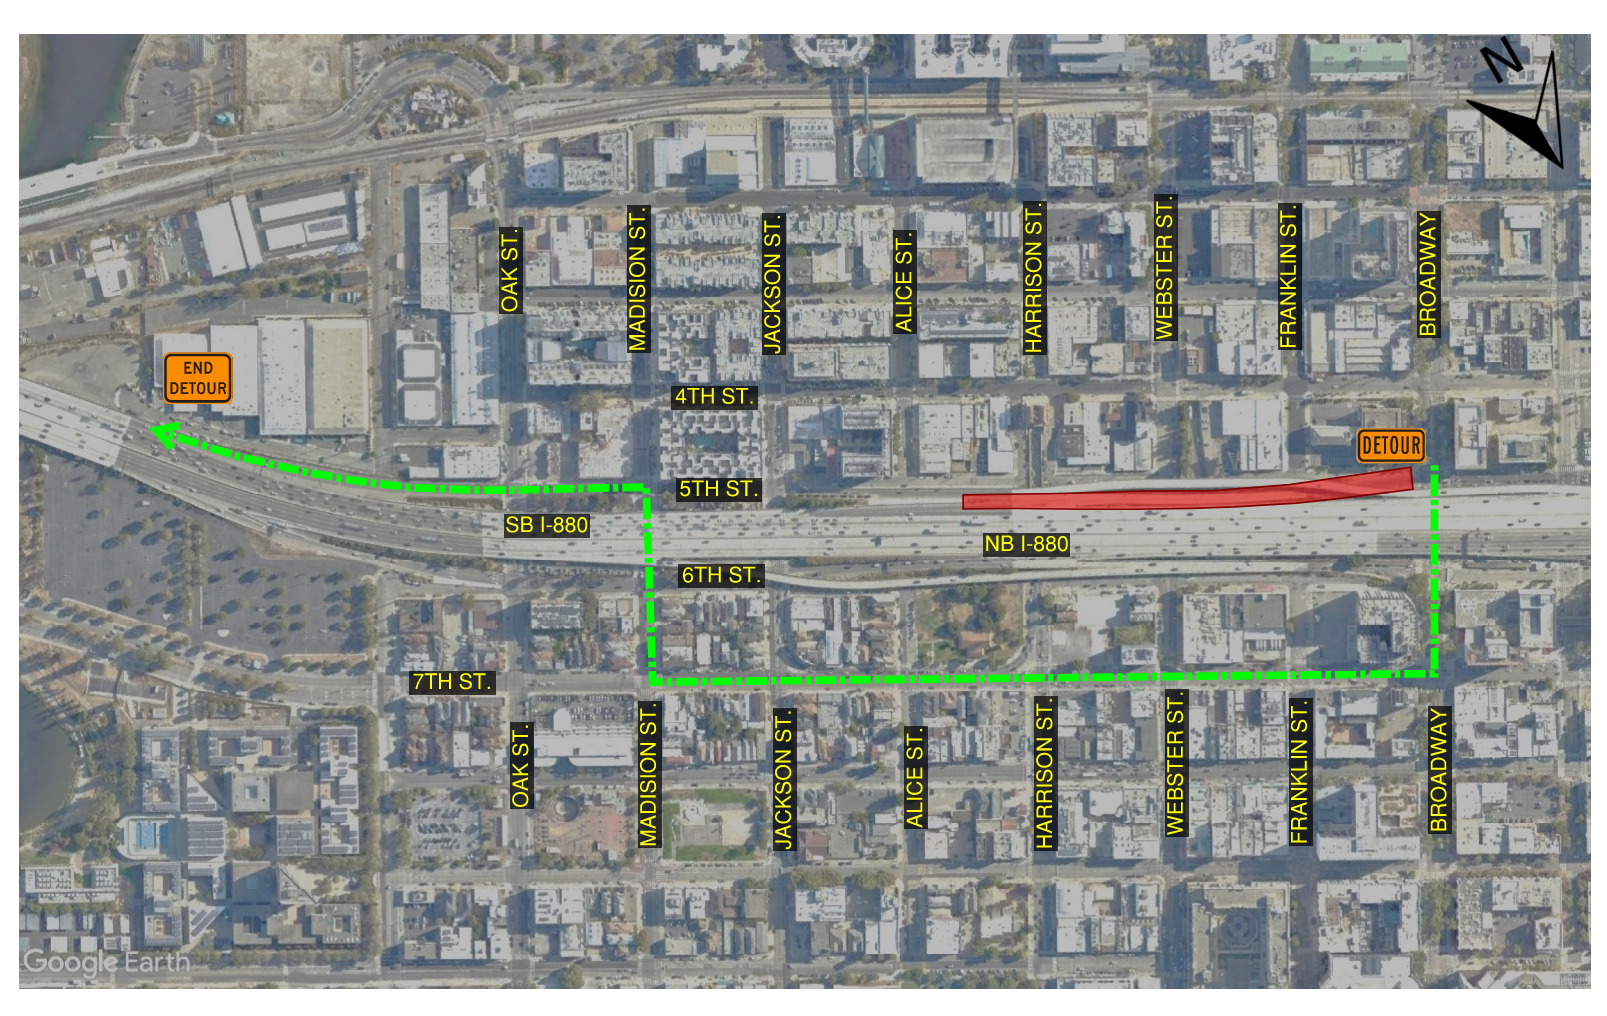 N
OAK ST.
MADISION ST.
JACKSON ST.
ALICE ST.
HARRISON ST.
WEBSTER ST.
FRANKLIN ST.
BROADWAY
END
DETOUR
4TH ST.
DETOUR
5TH ST.
SB I-880
NB I-880
6TH ST.
7TH ST.
OAK ST.
MADISION ST.
JACKSON ST.
ALICE ST.
HARRISON ST.
WEBSTER ST.
FRANKLIN ST.
BROADWAY
Google Earth